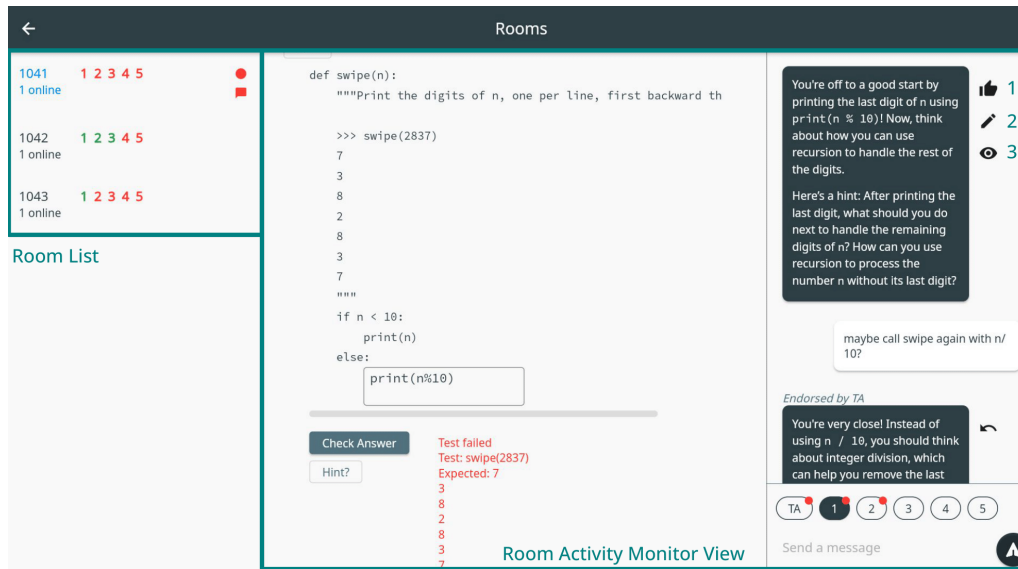 Rooms
1041 1 2 3 4 5
1 online
1042 1 2 3 4 5
1 online
1043 1 2 3 4 5
1 online
Room List
def swipe(n):
"""Print the digits of n, one per line, first backward th
>>> swipe(2837)
7
3
8
2
8
3
7
"""
if n < 10:
print(n)
else:
print(n%10)
Check Answer
Hint?
Test failed
Test: swipe(2837)
Expected: 7
3
8
2
8
3
7
Room Activity Monitor View
You're off to a good start by
printing the last digit of n using
print(n % 10)! Now, think
about how you can use
recursion to handle the rest of
the digits.
Here's a hint: After printing the
last digit, what should you do
next to handle the remaining
digits of n? How can you use
recursion to process the
number n without its last digit?
1
2
3
maybe call swipe again with n/
10?
Endorsed by TA
You're very close! Instead of
using n / 10, you should think
about integer division, which
can help you remove the last
TA 1 2 3 4 5
Send a message